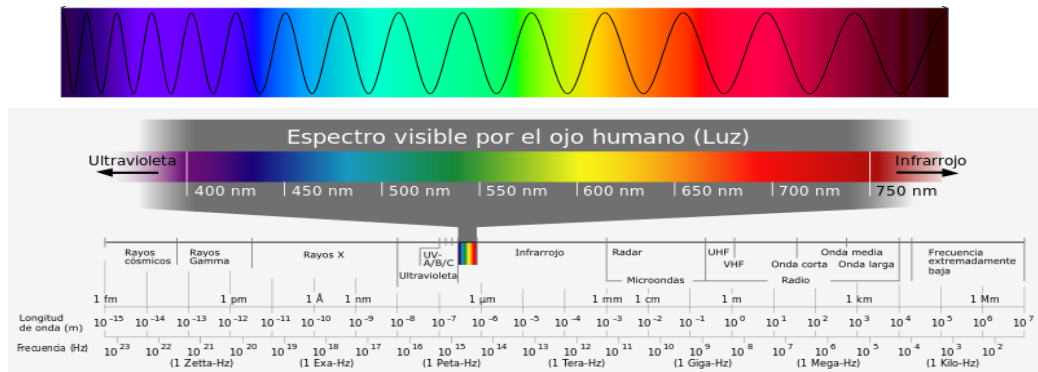 Espectro visible por el ojo humano (Luz)
Ultravioleta
Infrarrojo
400 nm 450 nm 500 nm 550 nm 600 nm 650 nm 700 nm 750 nm
Rayos cósmicos
Rayos Gamma
Rayos X
UV-A/B/C
Ultravioleta
Infrarrojo
Radar
Microondas
UHF
VHF
Onda corta
Onda media
Onda larga
Radio
Frecuencia extremadamente baja
1 fm 1 pm 1 Å 1 nm 1 μm 1 mm 1 cm 1 m 1 km 1 Mm
Longitud de onda (m)
10⁻¹⁵ 10⁻¹⁴ 10⁻¹³ 10⁻¹² 10⁻¹¹ 10⁻¹⁰ 10⁻⁹ 10⁻⁸ 10⁻⁷ 10⁻⁶ 10⁻⁵ 10⁻⁴ 10⁻³ 10⁻² 10⁻¹ 10⁰ 10¹ 10² 10³ 10⁴ 10⁵ 10⁶ 10⁷
Frecuencia (Hz)
10²³ 10²² 10²¹ 10²⁰ 10¹⁹ 10¹⁸ 10¹⁷ 10¹⁶ 10¹⁵ 10¹⁴ 10¹³ 10¹² 10¹¹ 10¹⁰ 10⁹ 10⁸ 10⁷ 10⁶ 10⁵ 10⁴ 10³ 10²
(1 Zetta-Hz) (1 Exa-Hz) (1 Peta-Hz) (1 Tera-Hz) (1 Giga-Hz) (1 Mega-Hz) (1 Kilo-Hz)